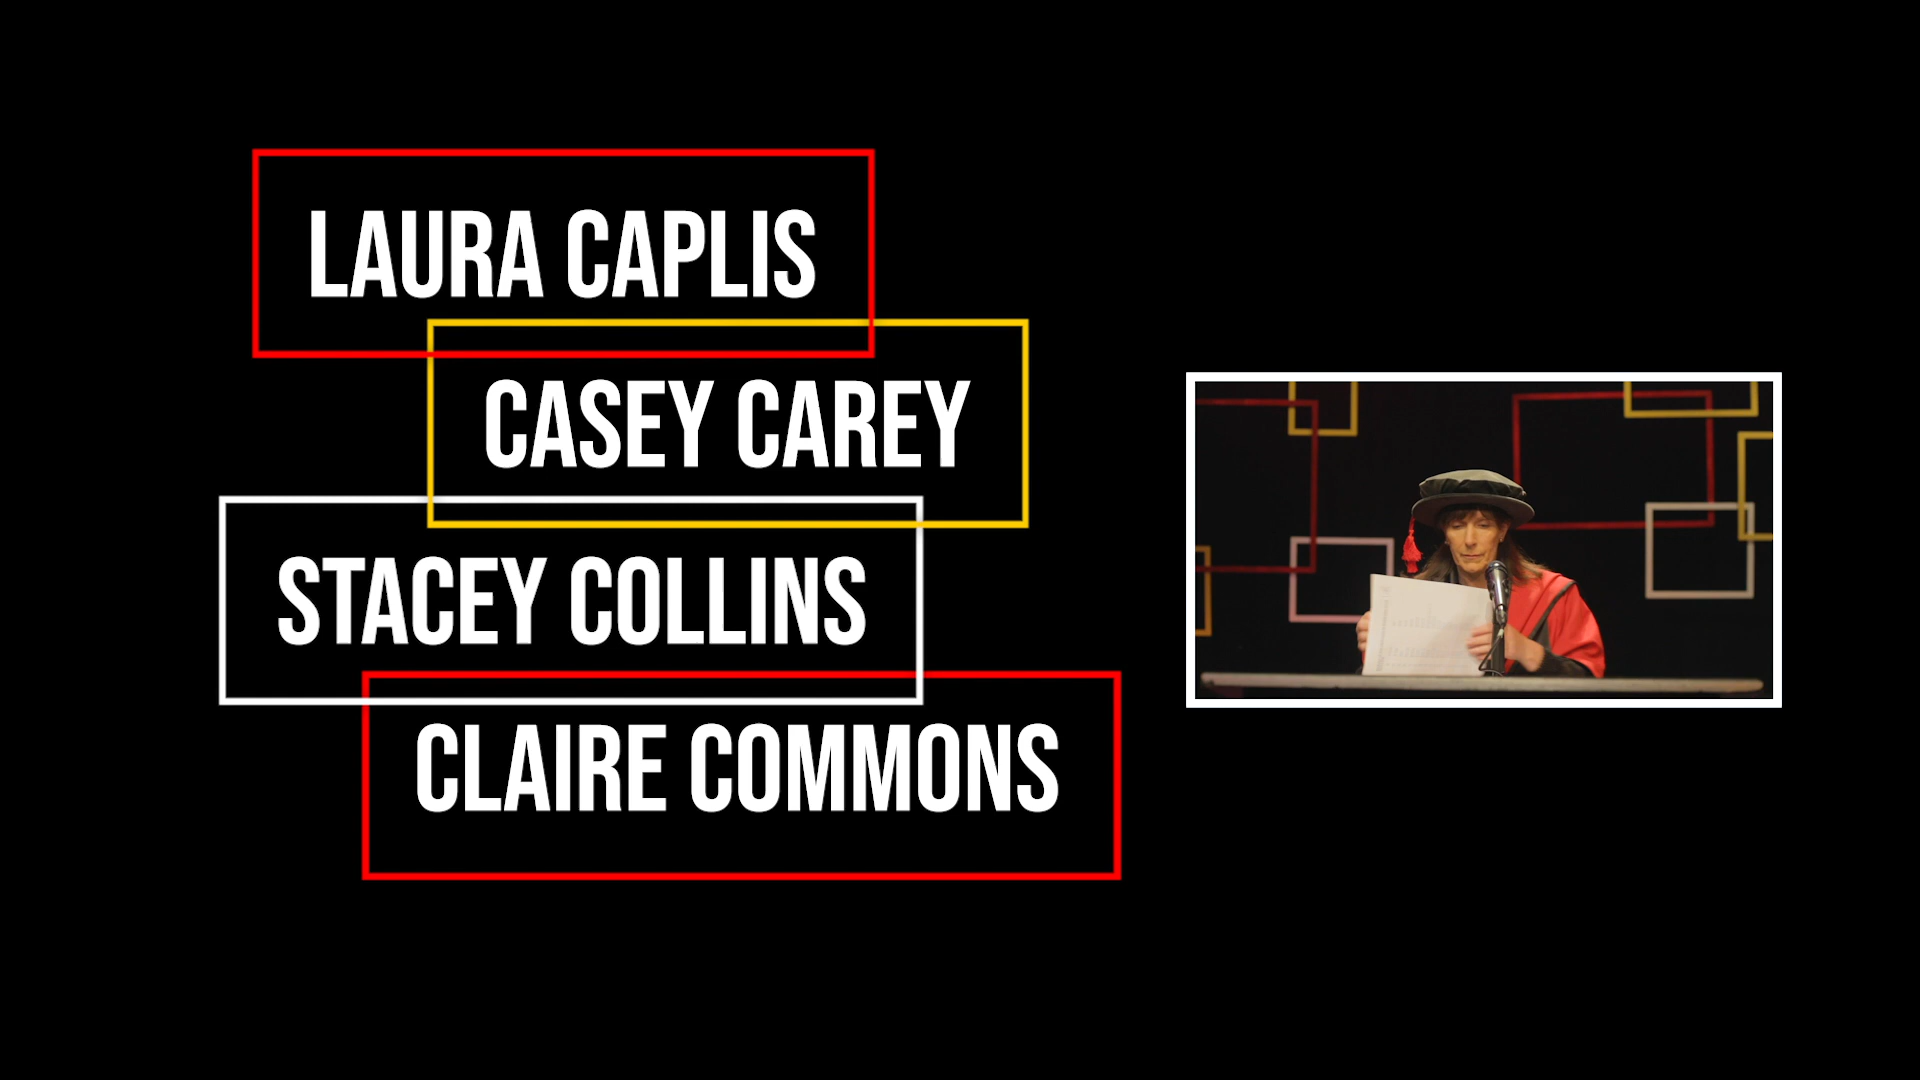 LAURA CAPLIS
CASEY CAREY
STACEY COLLINS
CLAIRE COMMONS